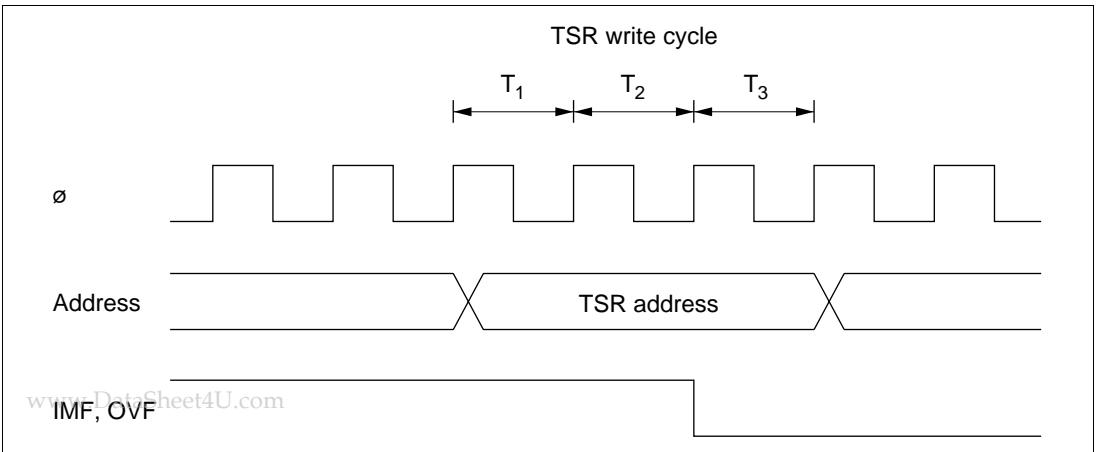 TSR write cycle
T1 T2 T3
ø
Address
TSR address
www.DataSheet4U.com
IMF, OVF